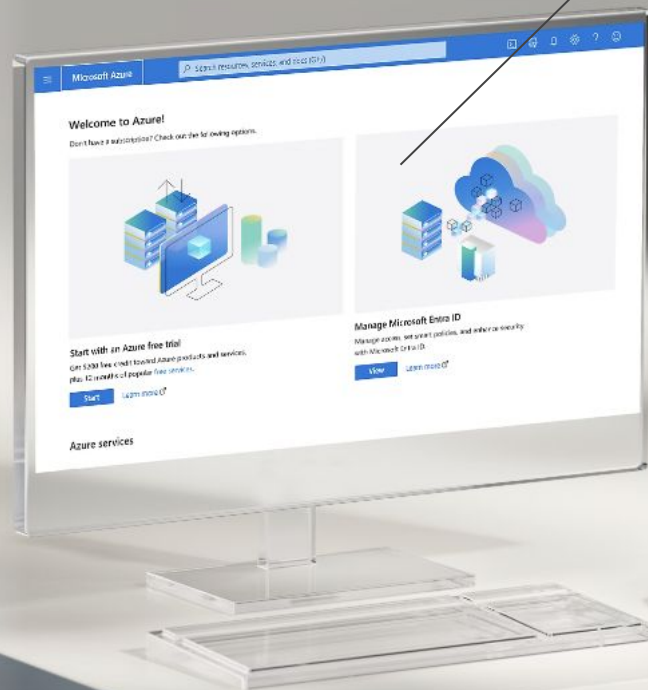 Microsoft Azure
Search resources, services, and docs (G+/)
Welcome to Azure!
Don't have a subscription? Check out the following options.
Start with an Azure free trial
Get $200 free credit toward Azure products and services,
plus 12 months of popular free services.
Start
Learn more
Manage Microsoft Entra ID
Manage access, set smart policies, and enhance security
with Microsoft Entra ID.
View
Learn more
Azure services